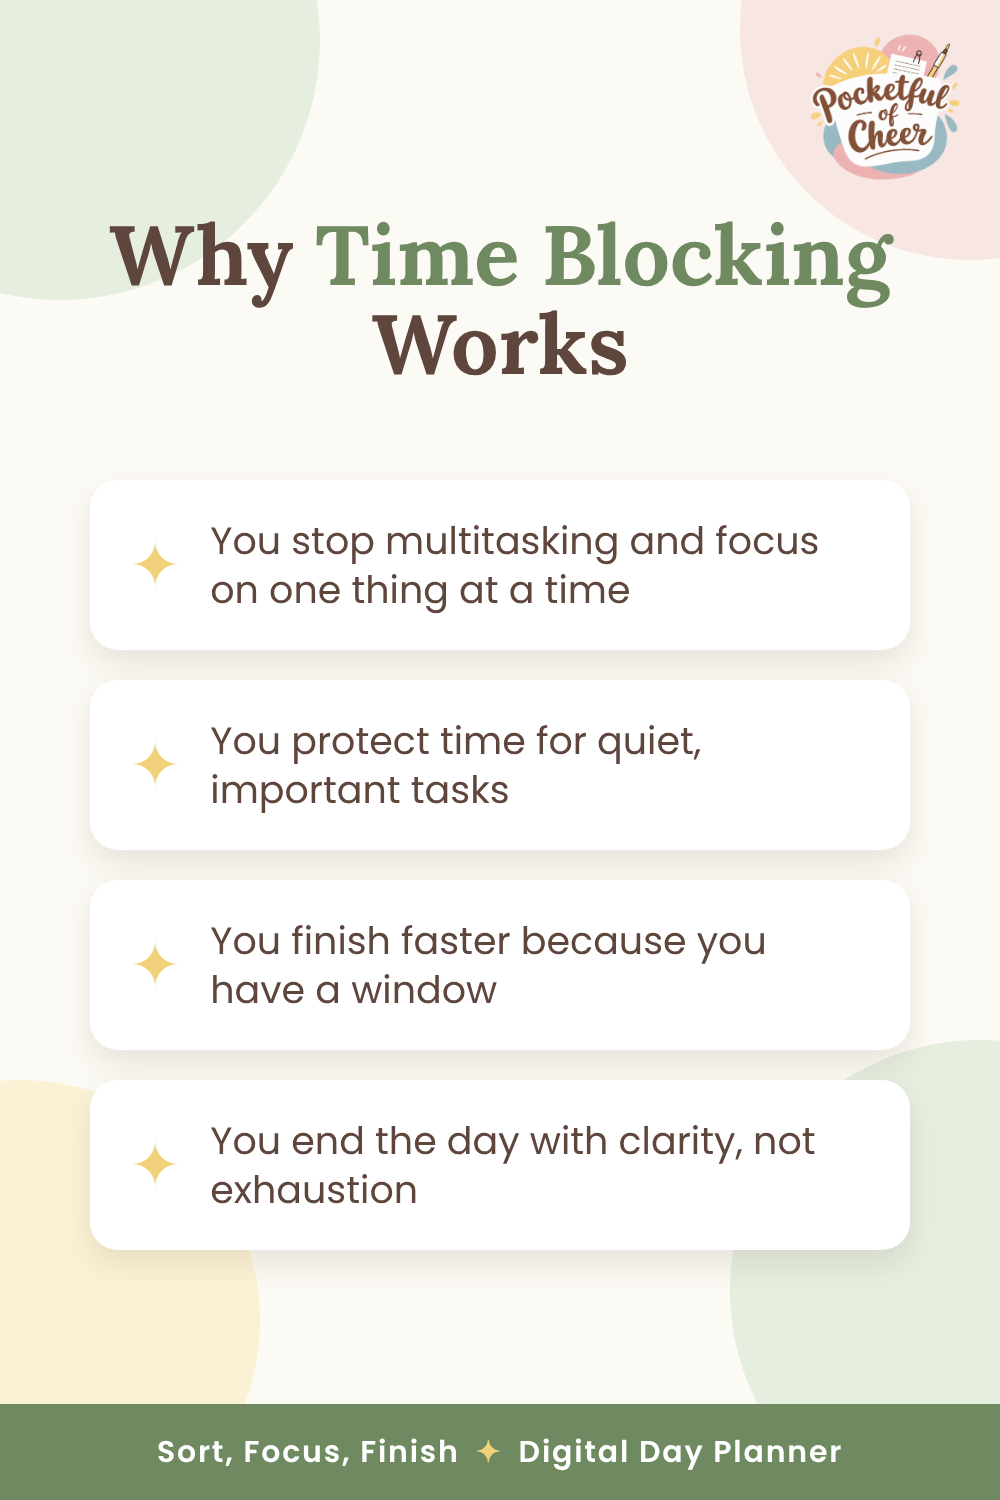 Pocketful
of
Cheer
Why Time Blocking
Works
✦ You stop multitasking and focus
on one thing at a time
✦ You protect time for quiet,
important tasks
✦ You finish faster because you
have a window
✦ You end the day with clarity, not
exhaustion
Sort, Focus, Finish ✦ Digital Day Planner